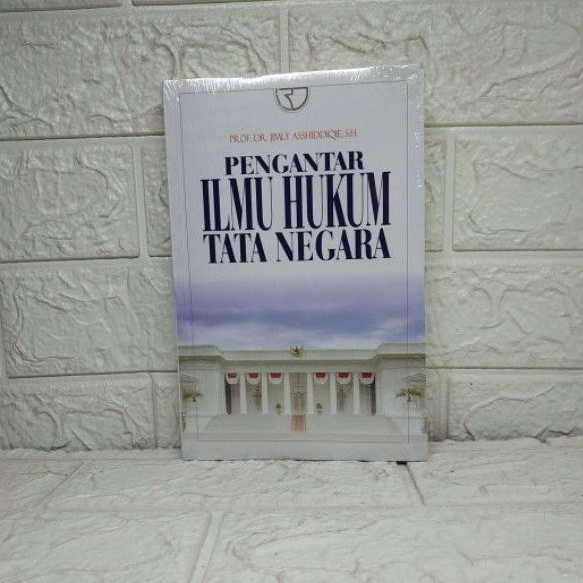 PROF. DR. JIMLY ASSHIDDIQIE, S.H.
PENGANTAR
ILMU HUKUM
TATA NEGARA